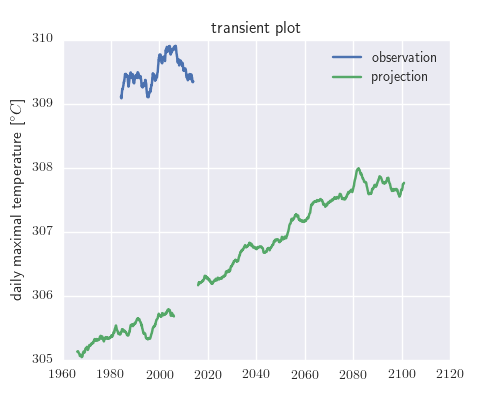 transient plot
310
309
308
307
306
305
daily maximal temperature [°C]
observation
projection
1960 1980 2000 2020 2040 2060 2080 2100 2120